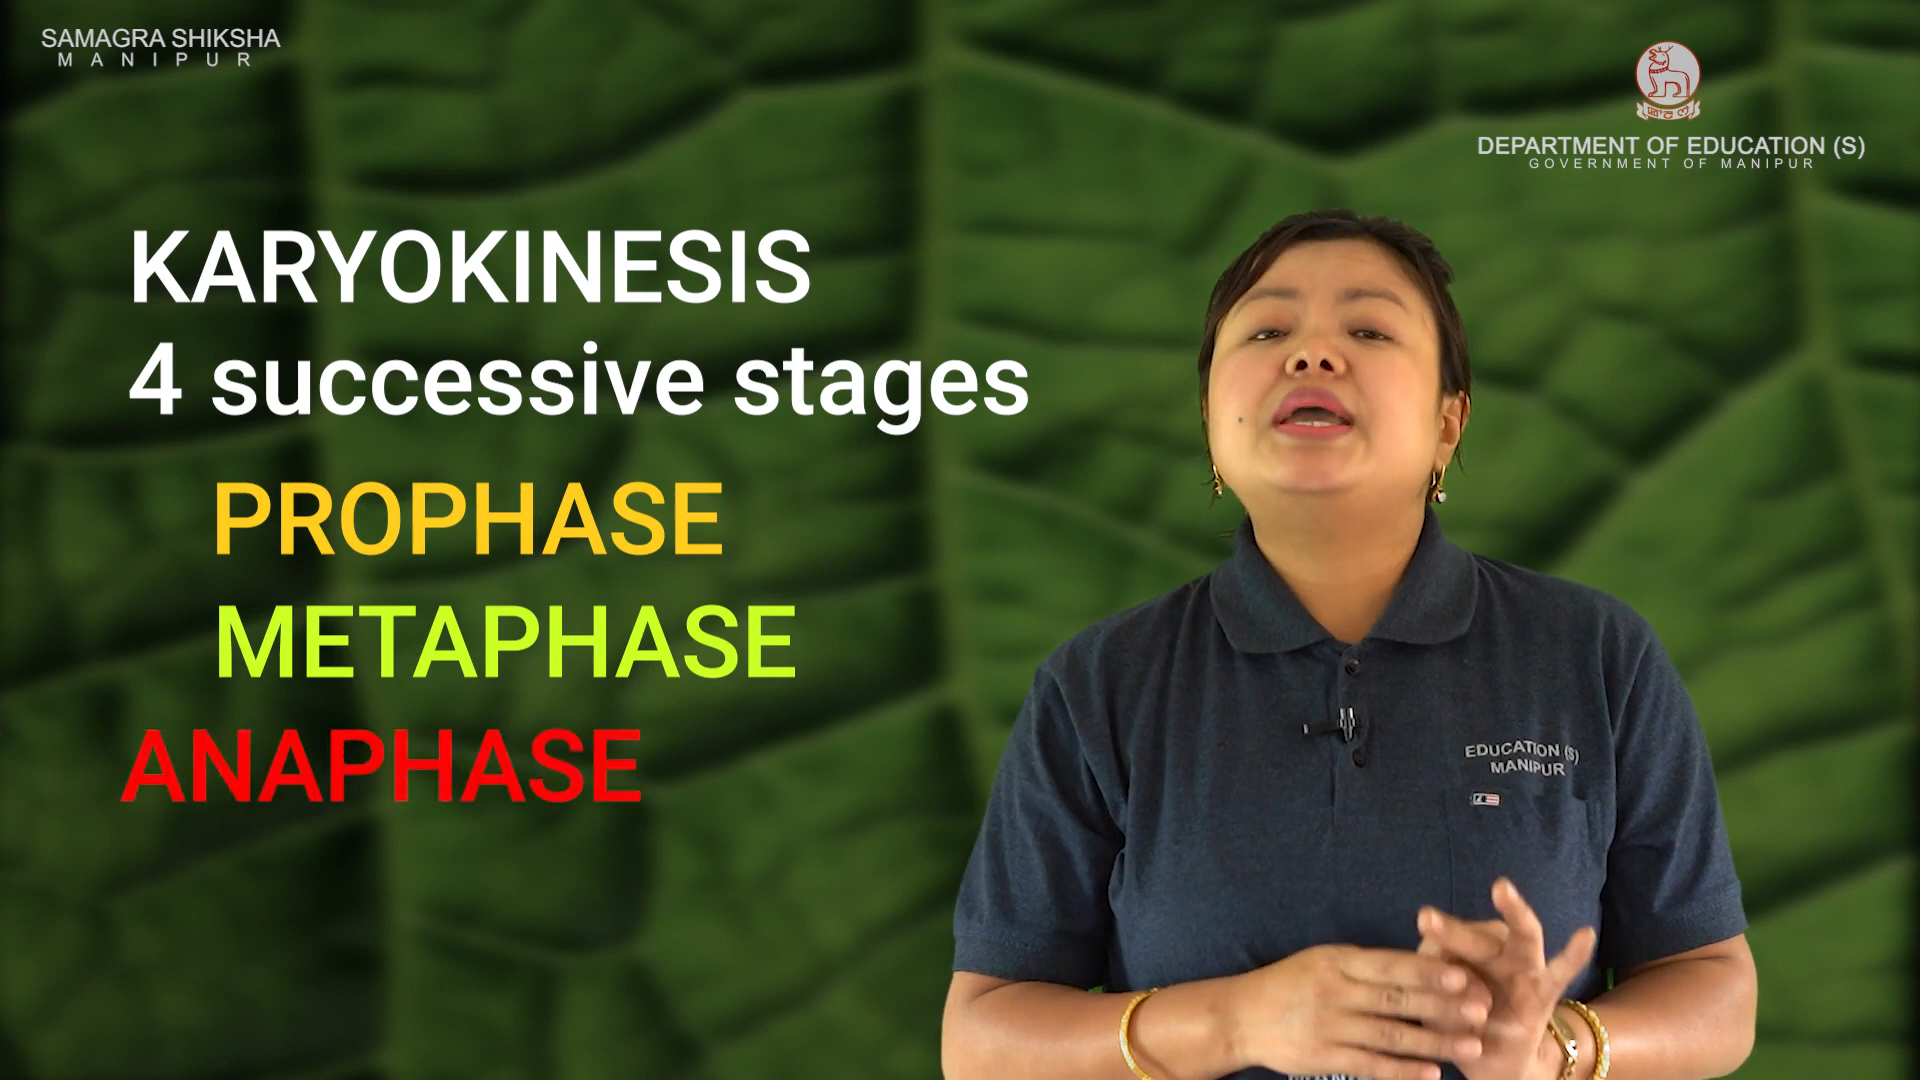 SAMAGRA SHIKSHA
MANIPUR
DEPARTMENT OF EDUCATION (S)
GOVERNMENT OF MANIPUR
KARYOKINESIS
4 successive stages
PROPHASE
METAPHASE
ANAPHASE
EDUCATION (S)
MANIPUR